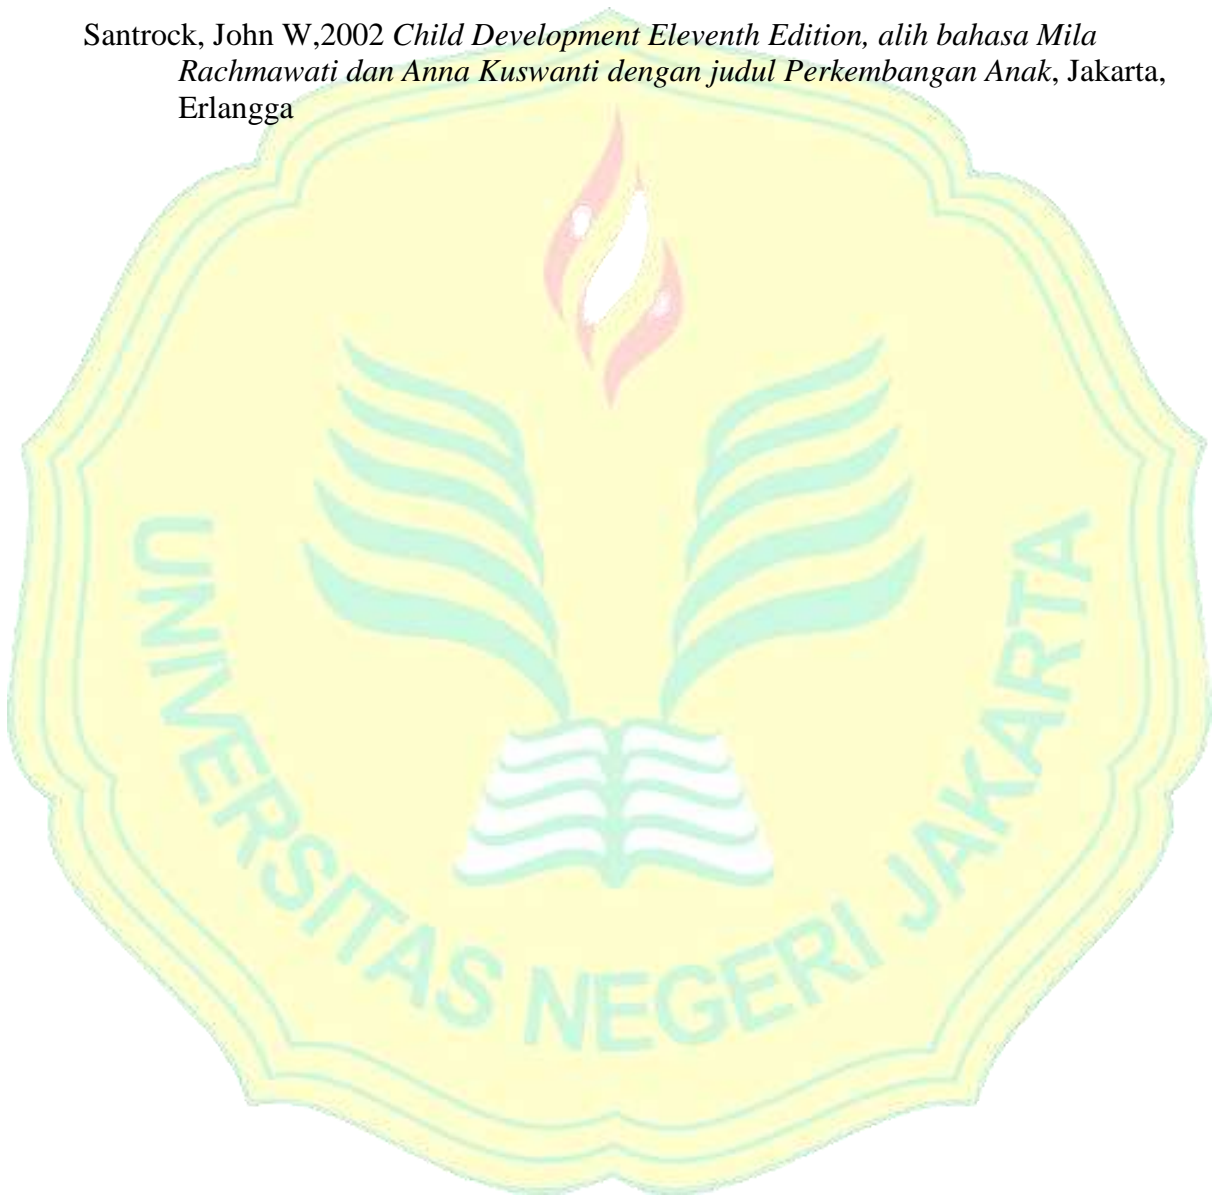 Santrock, John W,2002 Child Development Eleventh Edition, alih bahasa Mila
Rachmawati dan Anna Kuswanti dengan judul Perkembangan Anak, Jakarta,
Erlangga
UNIVERSITAS NEGERI JAKARTA